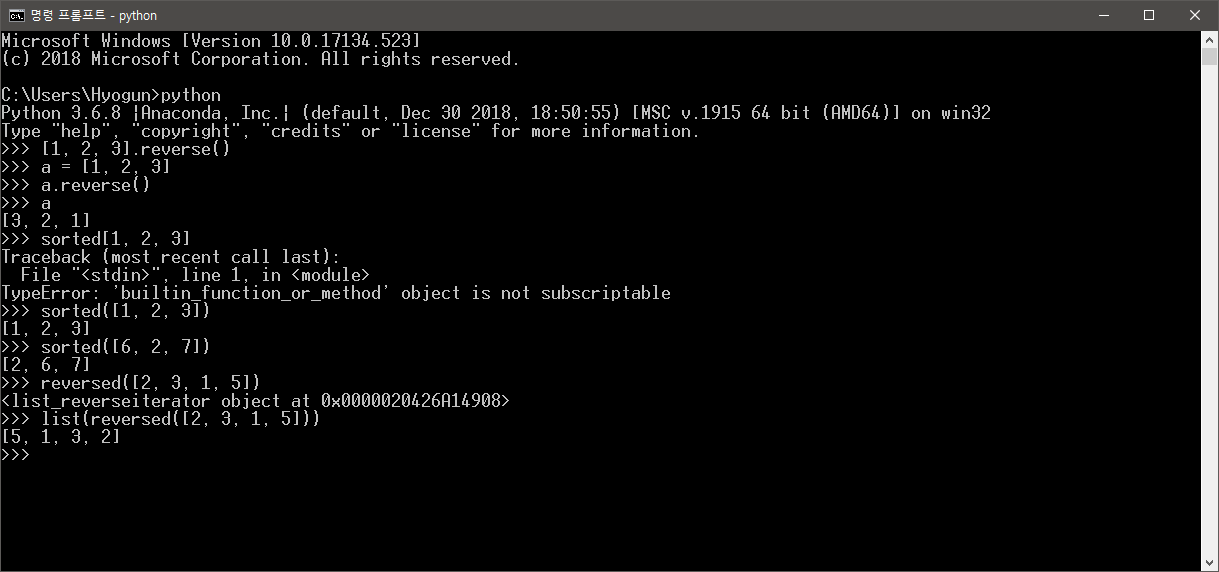 명령 프롬프트 - python
Microsoft Windows [Version 10.0.17134.523]
(c) 2018 Microsoft Corporation. All rights reserved.
C:\Users\Hyogun>python
Python 3.6.8 |Anaconda, Inc.| (default, Dec 30 2018, 18:50:55) [MSC v.1915 64 bit (AMD64)] on win32
Type "help", "copyright", "credits" or "license" for more information.
>>> [1, 2, 3].reverse()
>>> a = [1, 2, 3]
>>> a.reverse()
>>> a
[3, 2, 1]
>>> sorted[1, 2, 3]
Traceback (most recent call last):
  File "<stdin>", line 1, in <module>
TypeError: 'builtin_function_or_method' object is not subscriptable
>>> sorted([1, 2, 3])
[1, 2, 3]
>>> sorted([6, 2, 7])
[2, 6, 7]
>>> reversed([2, 3, 1, 5])
<list_reverseiterator object at 0x0000020426A14908>
>>> list(reversed([2, 3, 1, 5]))
[5, 1, 3, 2]
>>>